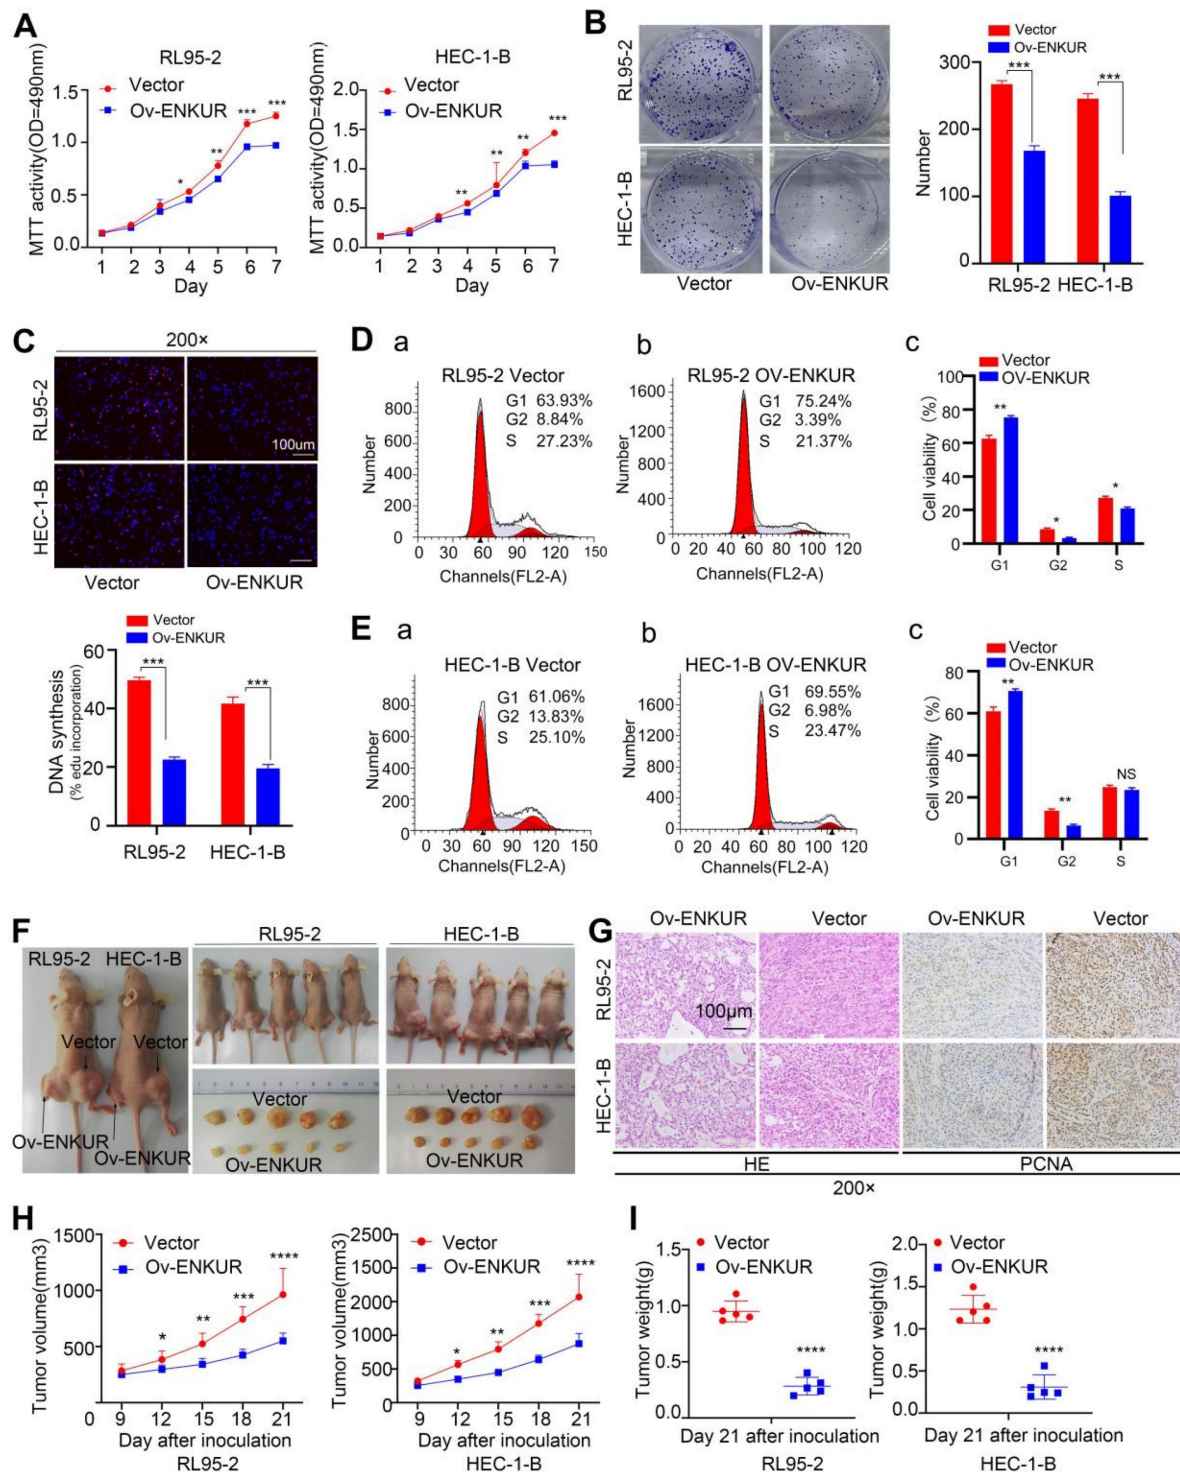 A
RL95-2
Vector
Ov-ENKUR
MTT activity(OD=490nm)
1.5
1.0
0.5
0.0
* ** *** ***
1 2 3 4 5 6 7
Day
HEC-1-B
Vector
Ov-ENKUR
MTT activity(OD=490nm)
2.0
1.5
1.0
0.5
0.0
** ** ** ***
1 2 3 4 5 6 7
Day
B
RL95-2
HEC-1-B
Vector Ov-ENKUR
Vector
Ov-ENKUR
Number
300
200
100
0
*** ***
RL95-2 HEC-1-B
C
200×
RL95-2
100um
HEC-1-B
Vector Ov-ENKUR
Vector
Ov-ENKUR
DNA synthesis
(% edu incorporation)
60
40
20
0
*** ***
RL95-2 HEC-1-B
D
a
RL95-2 Vector
G1 63.93%
G2 8.84%
S 27.23%
Number
800
600
400
200
0
0 30 60 90 120 150
Channels(FL2-A)
b
RL95-2 OV-ENKUR
G1 75.24%
G2 3.39%
S 21.37%
Number
1600
1200
800
400
0
0 20 40 60 80 100 120
Channels(FL2-A)
c
Vector
OV-ENKUR
Cell viability (%)
100
80
60
40
20
0
** * *
G1 G2 S
E
a
HEC-1-B Vector
G1 61.06%
G2 13.83%
S 25.10%
Number
800
600
400
200
0
0 30 60 90 120 150
Channels(FL2-A)
b
HEC-1-B OV-ENKUR
G1 69.55%
G2 6.98%
S 23.47%
Number
1600
1200
800
400
0
0 20 40 60 80 100 120
Channels(FL2-A)
c
Vector
Ov-ENKUR
Cell viability (%)
80
60
40
20
0
** ** NS
G1 G2 S
F
RL95-2 HEC-1-B
Vector Vector
Ov-ENKUR
Ov-ENKUR
RL95-2
Vector
Ov-ENKUR
HEC-1-B
Vector
Ov-ENKUR
G
Ov-ENKUR Vector Ov-ENKUR Vector
RL95-2
100μm
HEC-1-B
HE PCNA
200×
H
Vector
Ov-ENKUR
Tumor volume(mm3)
1500
1000
500
0
* ** *** ****
9 12 15 18 21
Day after inoculation
RL95-2
Vector
Ov-ENKUR
Tumor volume(mm3)
2500
2000
1500
1000
500
0
* ** *** ****
9 12 15 18 21
Day after inoculation
HEC-1-B
I
Vector
Ov-ENKUR
Tumor weight(g)
1.5
1.0
0.5
0.0
****
Day 21 after inoculation
RL95-2
Vector
Ov-ENKUR
Tumor weight(g)
2.0
1.5
1.0
0.5
0.0
****
Day 21 after inoculation
HEC-1-B